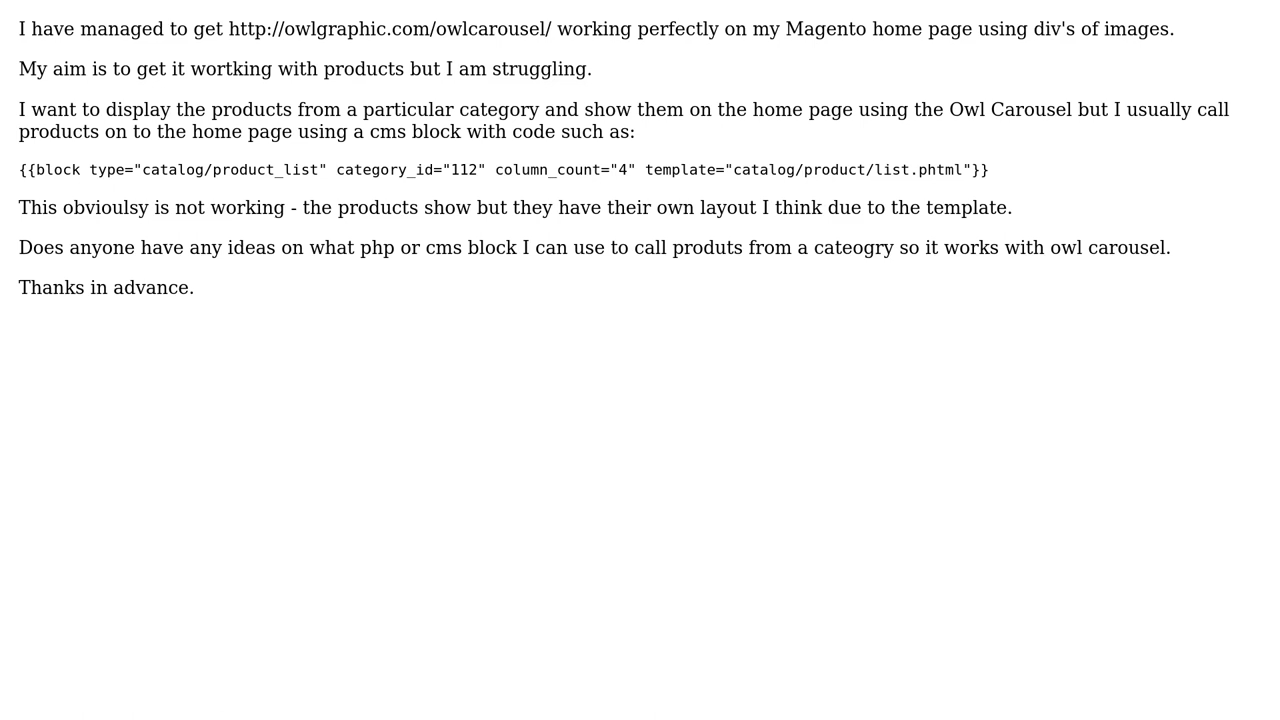 I have managed to get http://owlgraphic.com/owlcarousel/ working perfectly on my Magento home page using div's of images.
My aim is to get it wortking with products but I am struggling.
I want to display the products from a particular category and show them on the home page using the Owl Carousel but I usually call
products on to the home page using a cms block with code such as:
{{block type="catalog/product_list" category_id="112" column_count="4" template="catalog/product/list.phtml"}}
This obvioulsy is not working - the products show but they have their own layout I think due to the template.
Does anyone have any ideas on what php or cms block I can use to call produts from a cateogry so it works with owl carousel.
Thanks in advance.